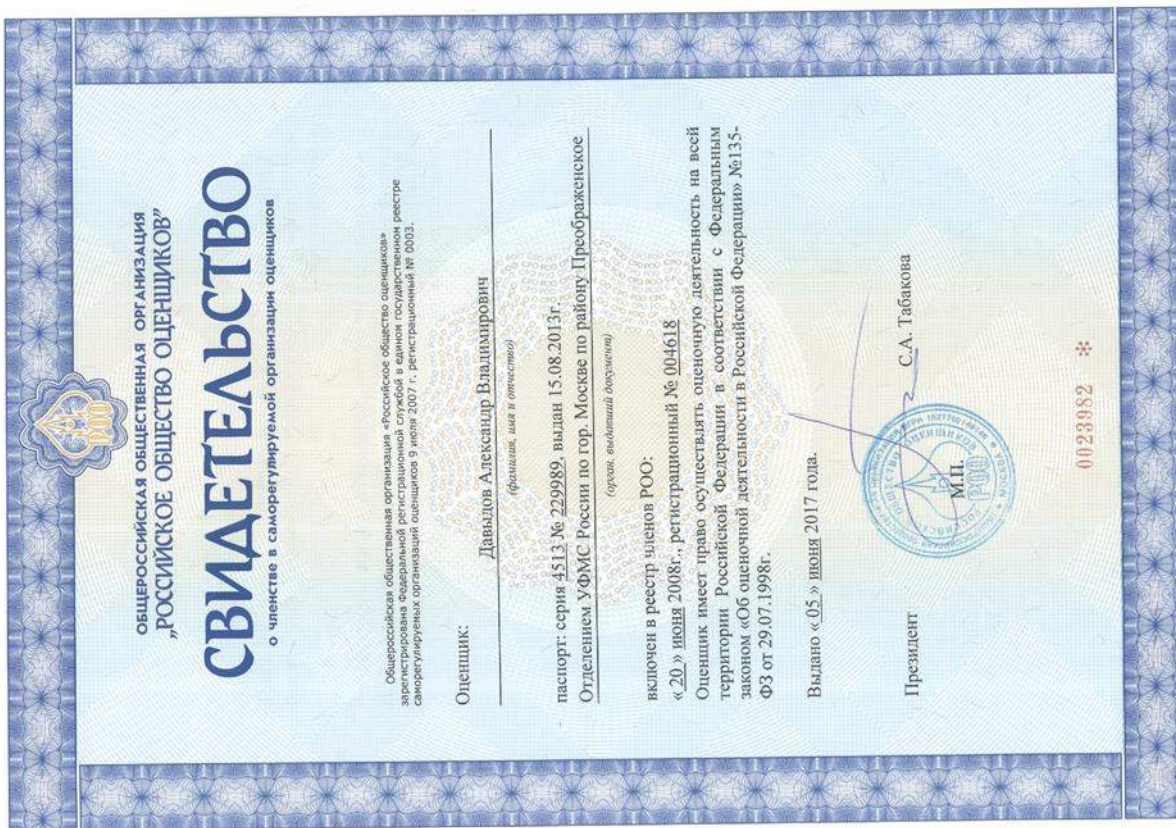 РОО
ОБЩЕРОССИЙСКАЯ ОБЩЕСТВЕННАЯ ОРГАНИЗАЦИЯ
„РОССИЙСКОЕ ОБЩЕСТВО ОЦЕНЩИКОВ”
СВИДЕТЕЛЬСТВО
о членстве в саморегулируемой организации оценщиков
Общероссийская общественная организация «Российское общество оценщиков»
зарегистрирована Федеральной регистрационной службой в едином государственном реестре
саморегулируемых организаций оценщиков 9 июля 2007 г. регистрационный № 0003.
Оценщик:
Давыдов Александр Владимирович
(фамилия, имя и отчество)
паспорт: серия 4513 № 229989, выдан 15.08.2013г.
Отделением УФМС России по гор. Москве по району Преображенское
(орган, выдавший документ)
включен в реестр членов РОО:
« 20 » июня 2008г., регистрационный № 004618
Оценщик имеет право осуществлять оценочную деятельность на всей
территории Российской Федерации в соответствии с Федеральным
законом «Об оценочной деятельности в Российской Федерации» №135-
ФЗ от 29.07.1998г.
Выдано « 05 » июня 2017 года.
Президент С.А. Табакова
М.П.
РОО
0023982 *